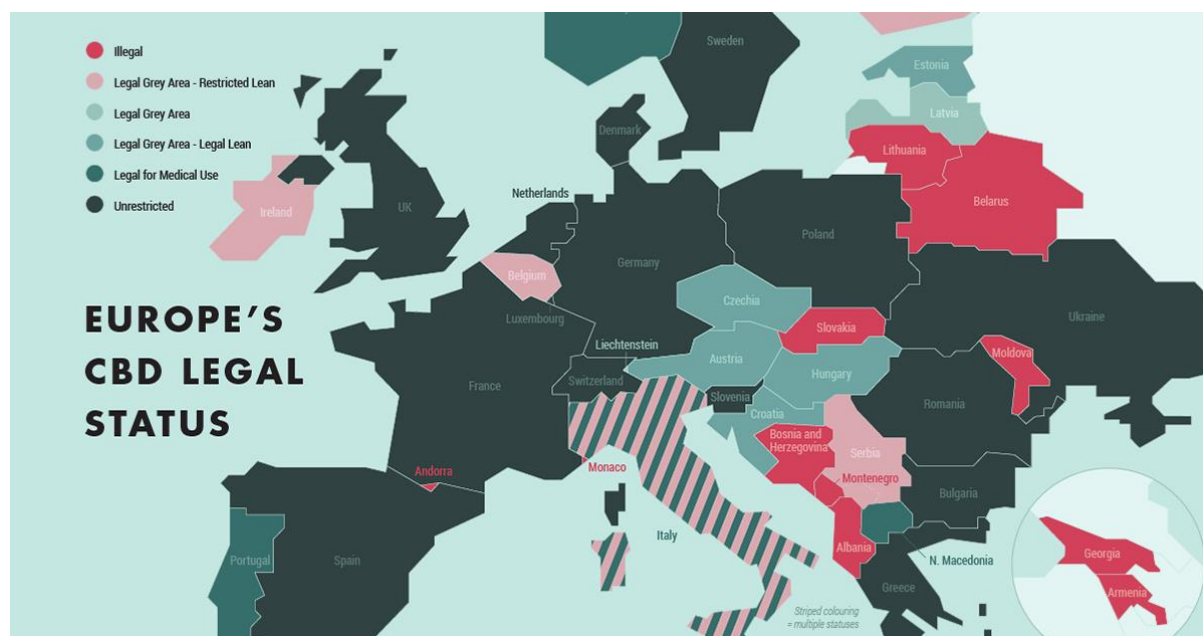 Illegal
Legal Grey Area - Restricted Lean
Legal Grey Area
Legal Grey Area - Legal Lean
Legal for Medical Use
Unrestricted
EUROPE'S
CBD LEGAL
STATUS
Sweden
Estonia
Latvia
Lithuania
Belarus
Denmark
Netherlands
Ireland
UK
Poland
Belgium
Germany
Luxembourg
Czechia
Ukraine
Slovakia
Liechtenstein
Austria
Moldova
Hungary
France
Switzerland
Slovenia
Romania
Croatia
Bosnia and
Herzegovina
Serbia
Andorra
Monaco
Montenegro
Bulgaria
Italy
Albania
N. Macedonia
Portugal
Spain
Greece
Georgia
Armenia
Striped colouring
= multiple statuses